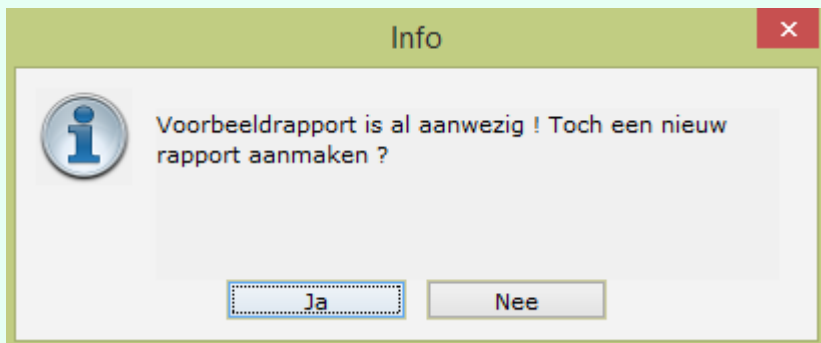 Info
Voorbeeldrapport is al aanwezig ! Toch een nieuw
rapport aanmaken ?
Ja
Nee